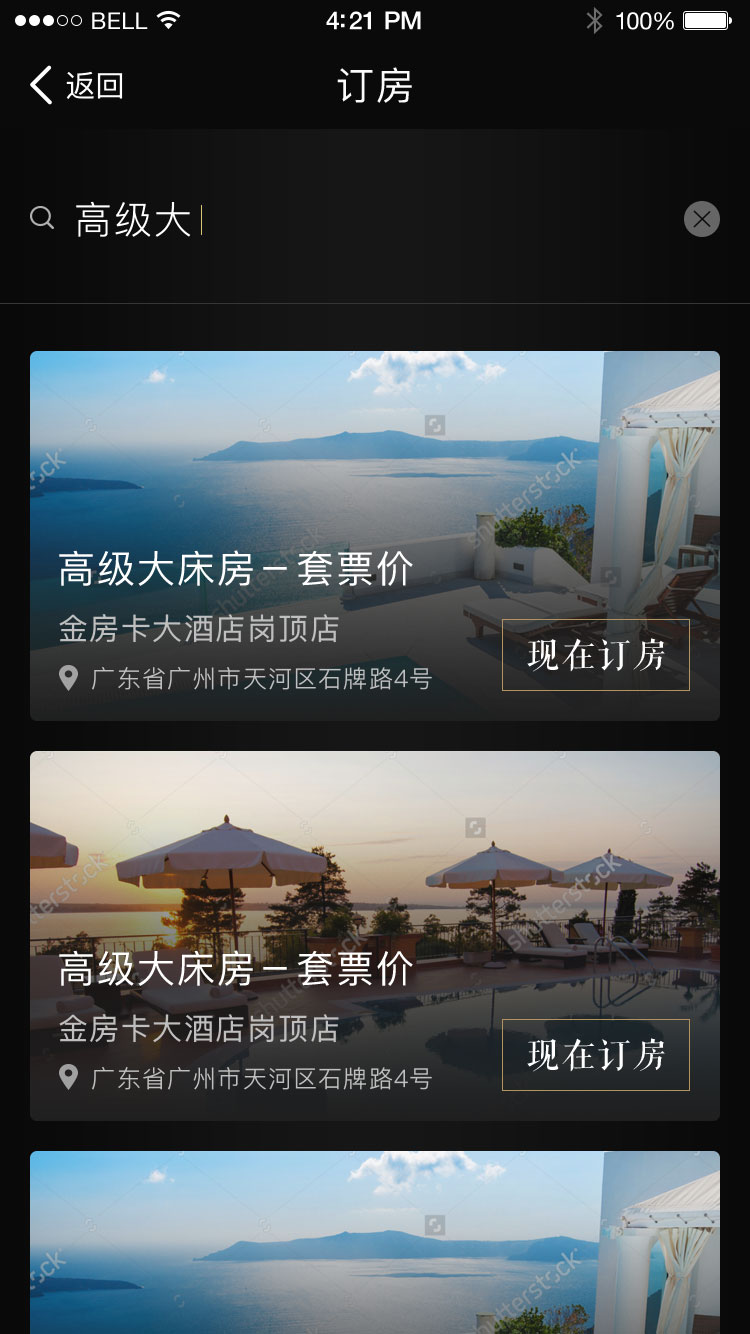 BELL 4:21 PM 100%
返回 订房
高级大
高级大床房－套票价
金房卡大酒店岗顶店
广东省广州市天河区石牌路4号
现在订房
高级大床房－套票价
金房卡大酒店岗顶店
广东省广州市天河区石牌路4号
现在订房
shutterstock
shutterstock
shutterstock